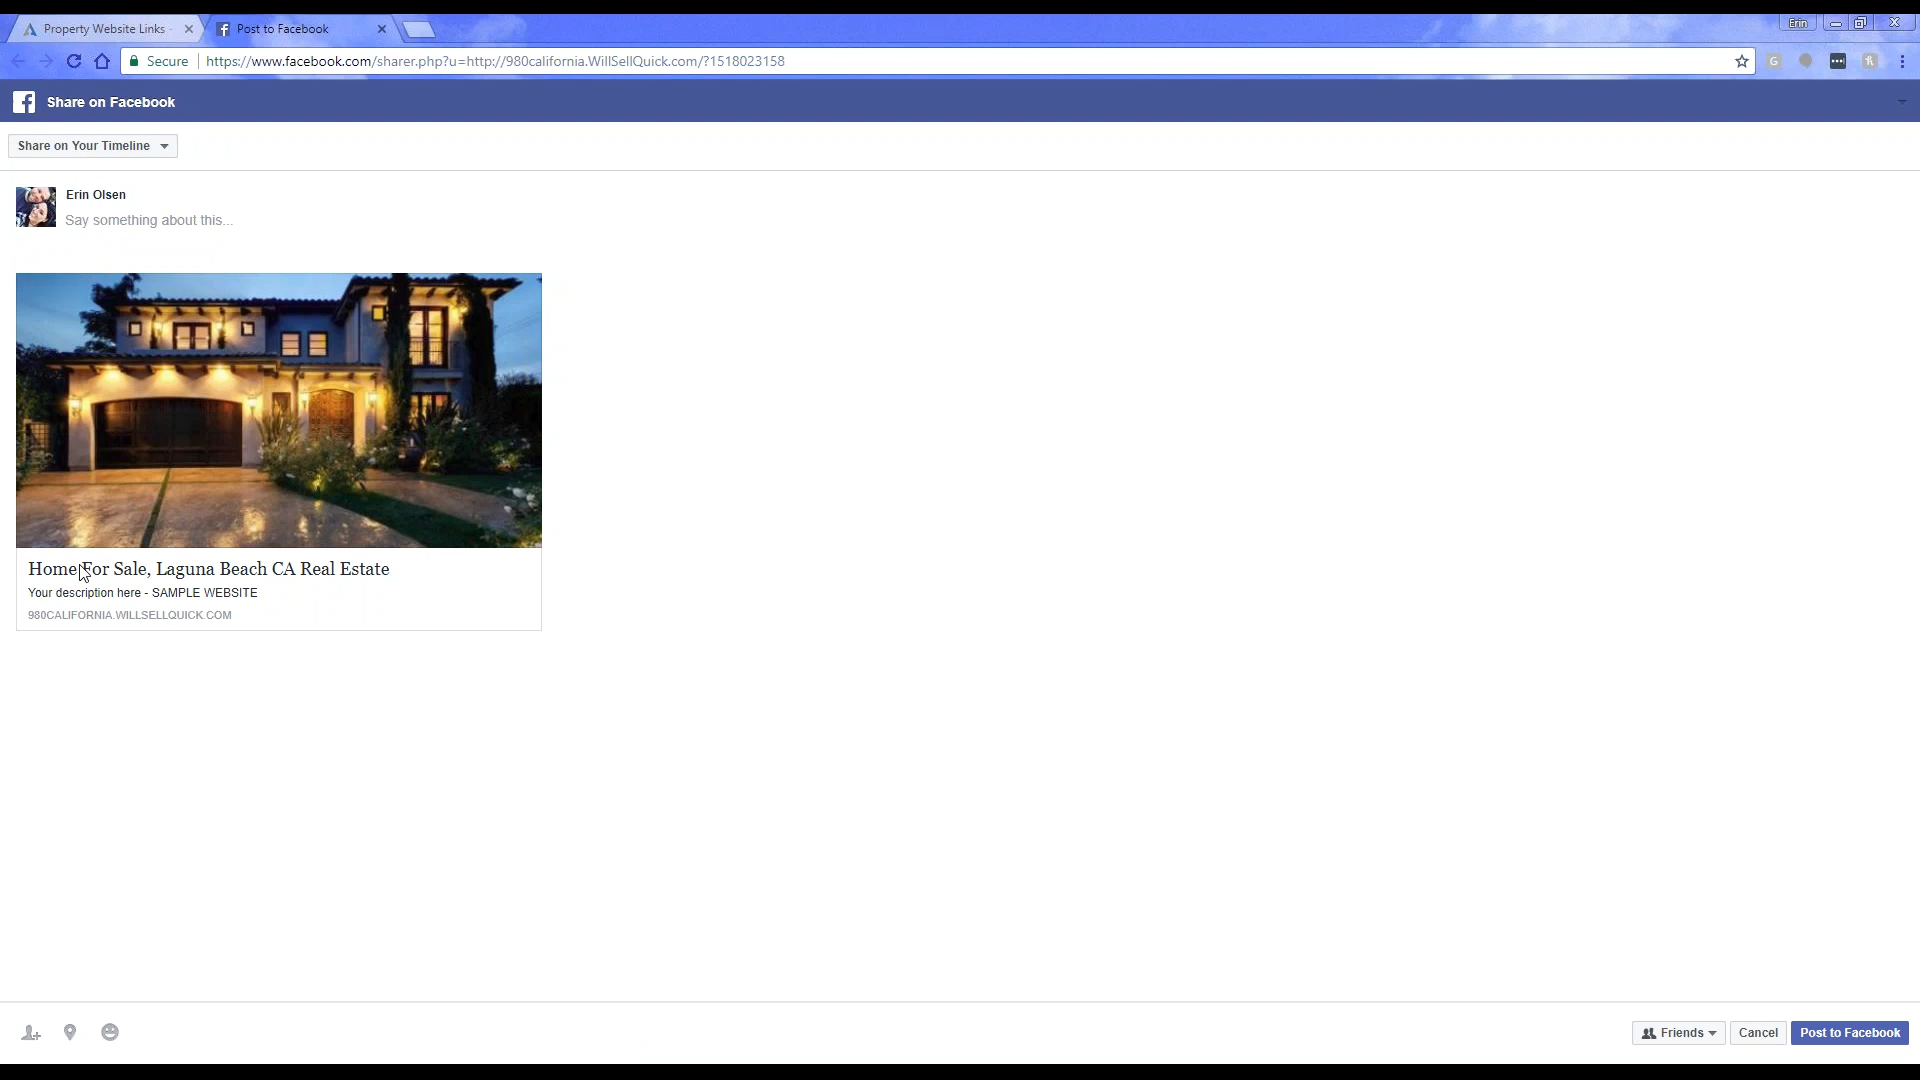 Property Website Links -
Post to Facebook
Erin
Secure
https://www.facebook.com/sharer.php?u=http://980california.WillSellQuick.com/?1518023158
Share on Facebook
Share on Your Timeline
Erin Olsen
Say something about this...
Home For Sale, Laguna Beach CA Real Estate
Your description here - SAMPLE WEBSITE
980CALIFORNIA.WILLSELLQUICK.COM
Friends
Cancel
Post to Facebook